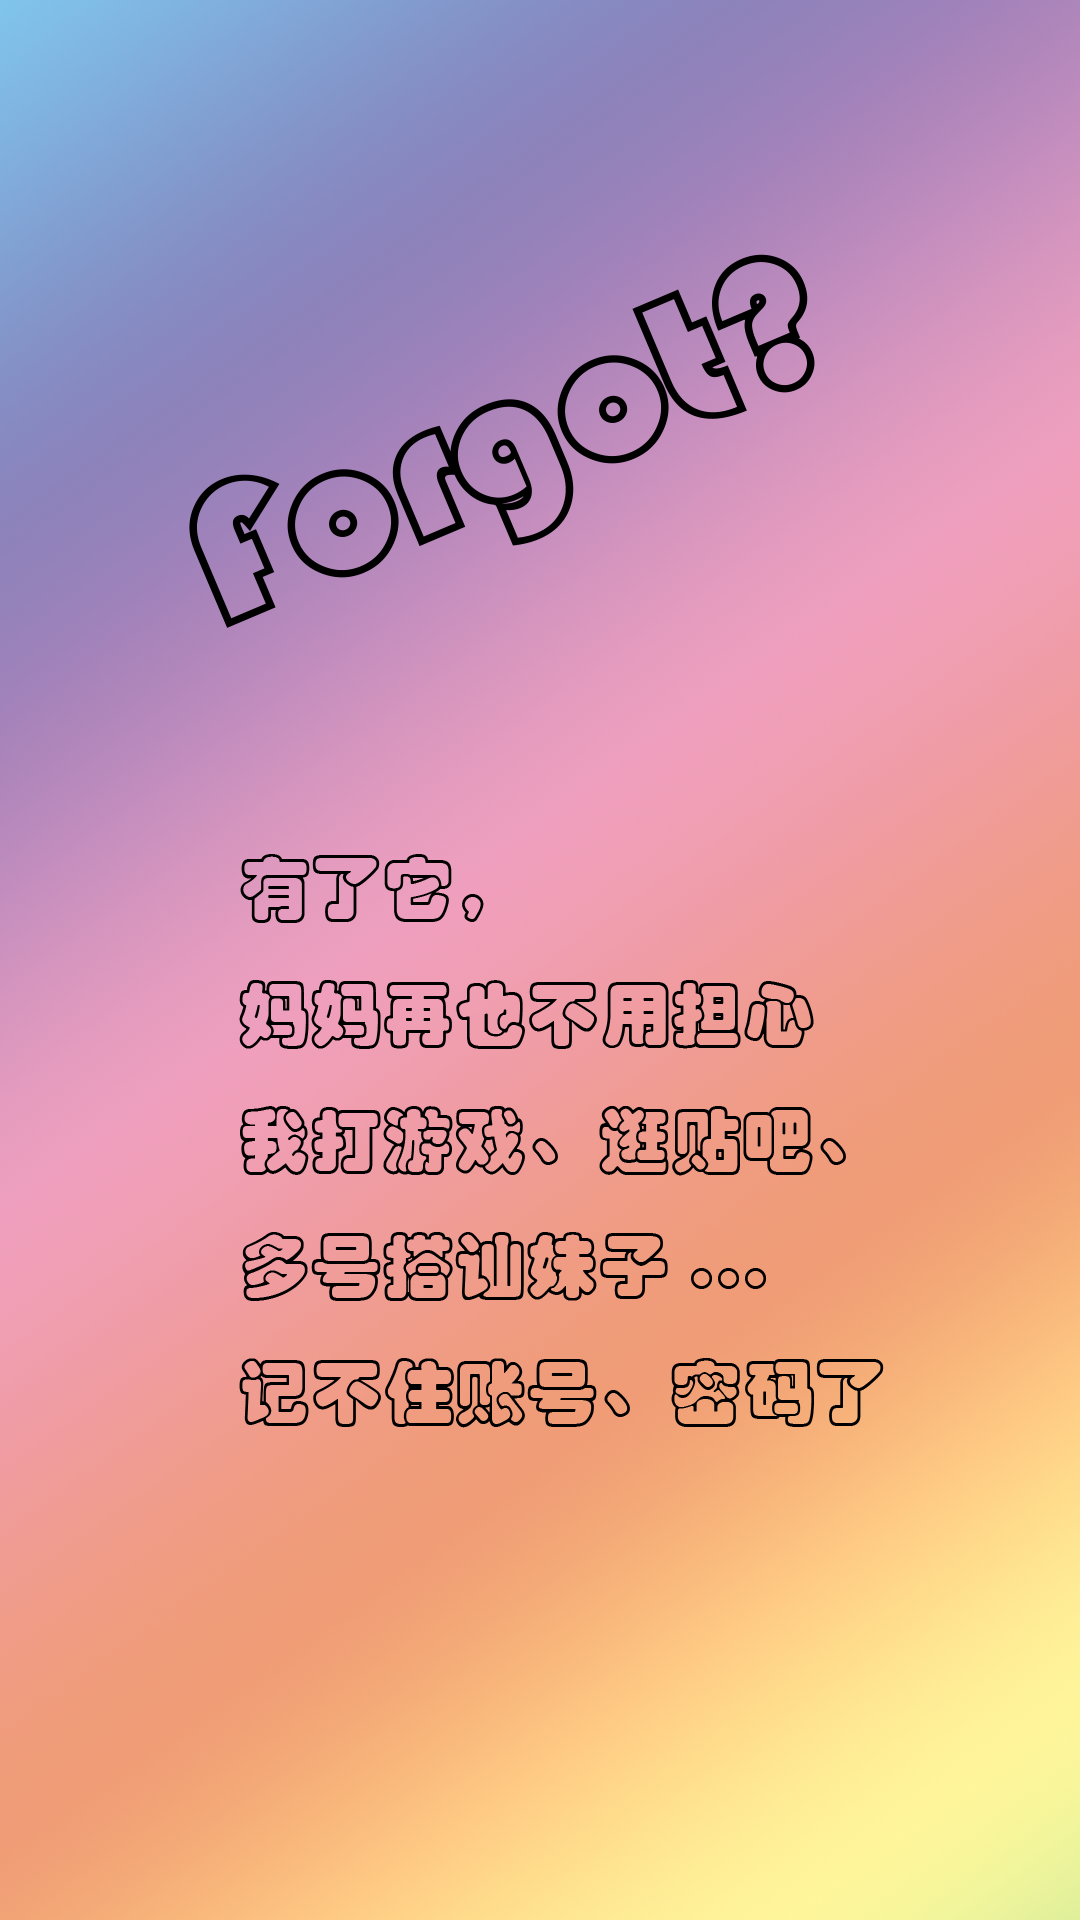 forgot?
有了它，
妈妈再也不用担心
我打游戏、逛贴吧、
多号搭讪妹子...
记不住账号、密码了